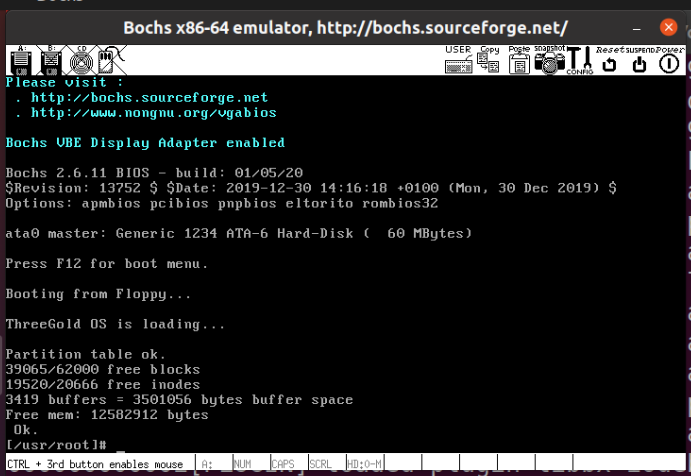 Bochs x86-64 emulator, http://bochs.sourceforge.net/
A: B: CD
USER Copy Paste snapshot CONFIG Reset SUSPEND Power
Please visit :
. http://bochs.sourceforge.net
. http://www.nongnu.org/vgabios
Bochs VBE Display Adapter enabled
Bochs 2.6.11 BIOS - build: 01/05/20
$Revision: 13752 $ $Date: 2019-12-30 14:16:18 +0100 (Mon, 30 Dec 2019) $
Options: apmbios pcibios pnpbios eltorito rombios32
ata0 master: Generic 1234 ATA-6 Hard-Disk (  60 MBytes)
Press F12 for boot menu.
Booting from Floppy...
ThreeGold OS is loading...
Partition table ok.
39065/62000 free blocks
19520/20666 free inodes
3419 buffers = 3501056 bytes buffer space
Free mem: 12582912 bytes
Ok.
[/usr/root]# _
CTRL + 3rd button enables mouse A: NUM CAPS SCRL HD:0-M